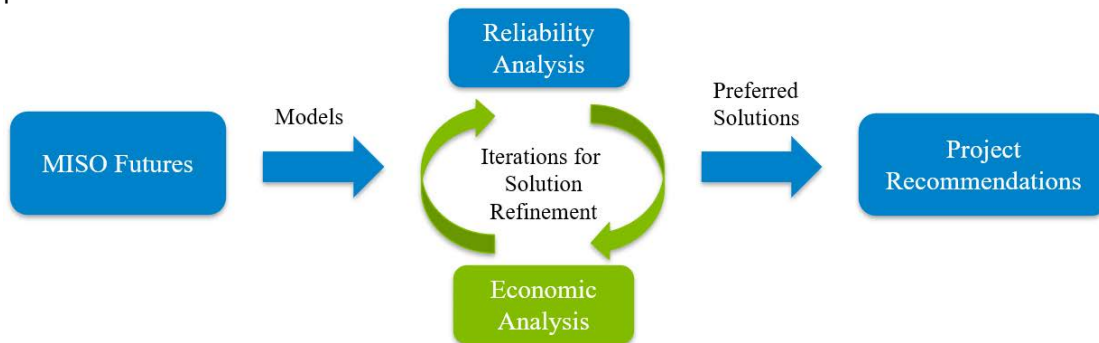 Reliability
Analysis
MISO Futures
Models
Iterations for
Solution
Refinement
Preferred
Solutions
Project
Recommendations
Economic
Analysis